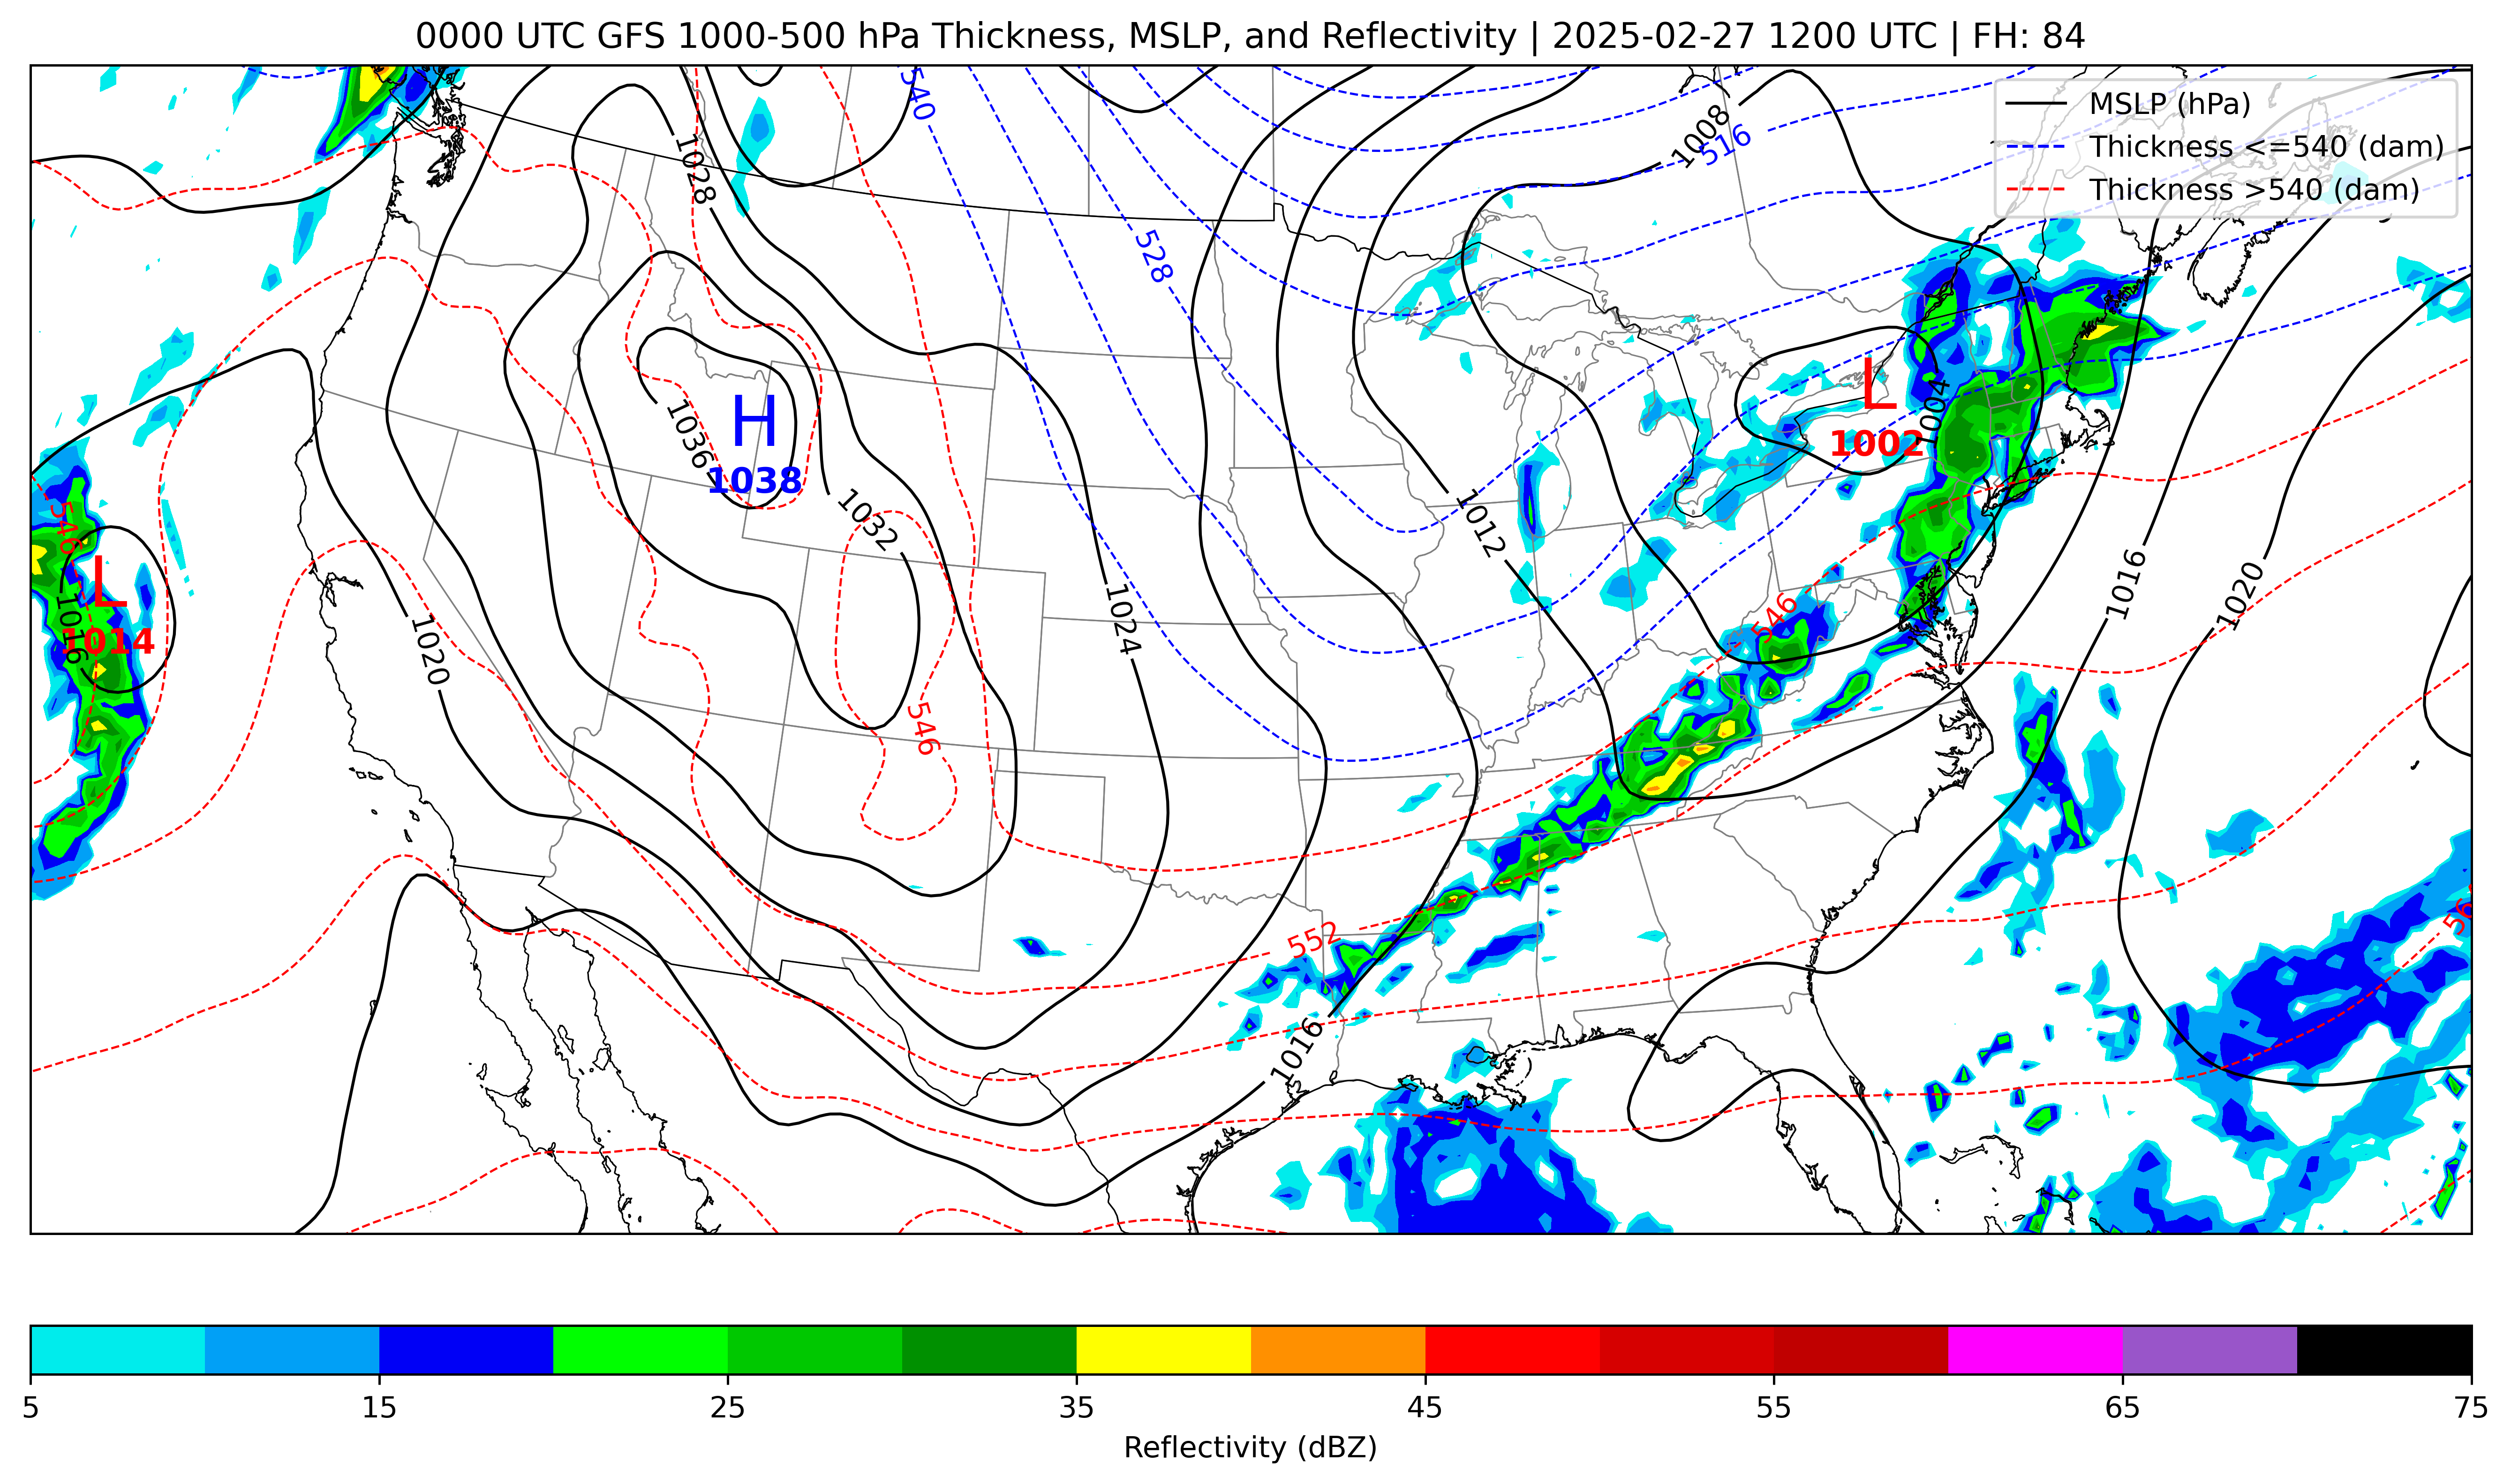 0000 UTC GFS 1000-500 hPa Thickness, MSLP, and Reflectivity | 2025-02-27 1200 UTC | FH: 84
MSLP (hPa)
Thickness <=540 (dam)
Thickness >540 (dam)
540
1008
516
1028
528
L
1004
1002
H
1036
1038
1032
1012
546
L
1016
1014
1020
1024
546
1016
1020
546
552
1016
5 15 25 35 45 55 65 75
Reflectivity (dBZ)